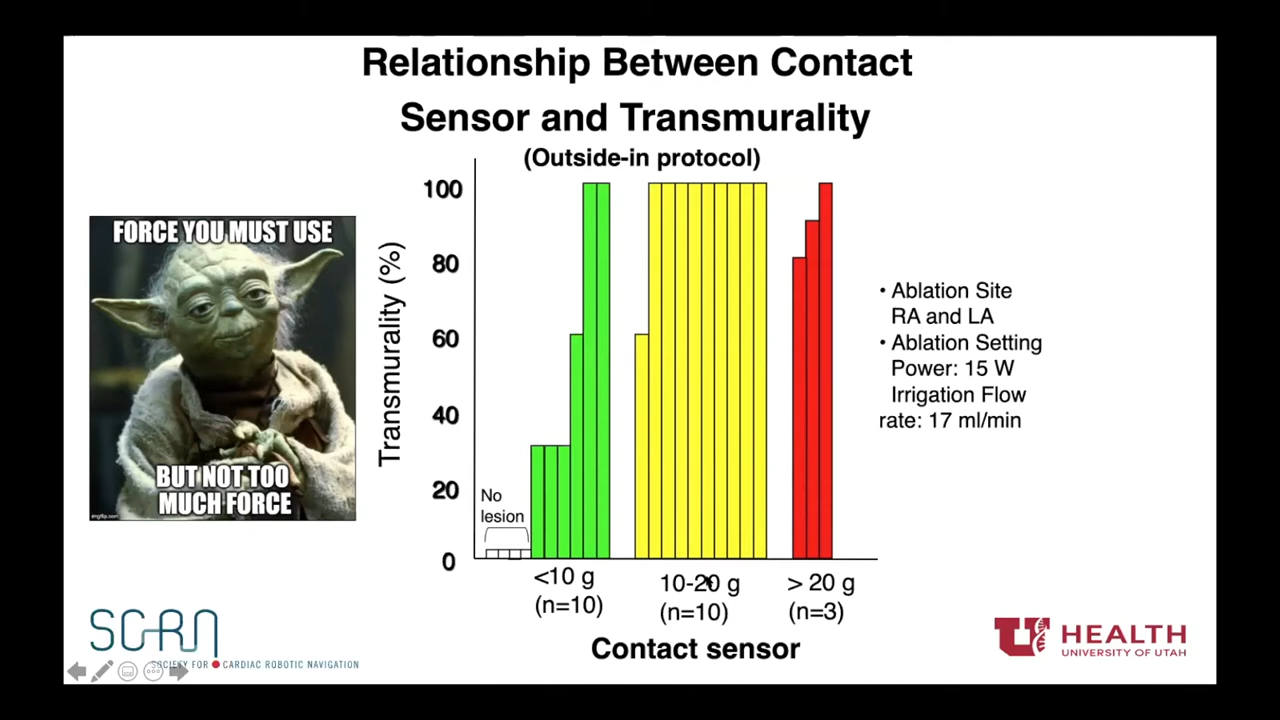 Relationship Between Contact
Sensor and Transmurality
(Outside-in protocol)
FORCE YOU MUST USE
BUT NOT TOO
MUCH FORCE
imgflip.com
Transmurality (%)
100
80
60
40
20
0
No
lesion
<10 g
(n=10)
10-20 g
(n=10)
> 20 g
(n=3)
Contact sensor
• Ablation Site
RA and LA
• Ablation Setting
Power: 15 W
Irrigation Flow
rate: 17 ml/min
SCRN
SOCIETY FOR CARDIAC ROBOTIC NAVIGATION
U HEALTH
UNIVERSITY OF UTAH